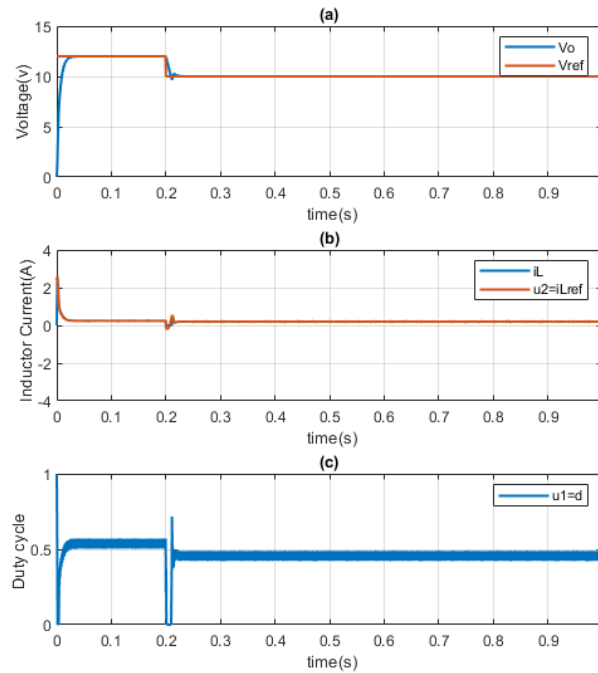 (a)
Voltage(v)
15
10
5
0
Vo
Vref
0 0.1 0.2 0.3 0.4 0.5 0.6 0.7 0.8 0.9
time(s)
(b)
Inductor Current(A)
4
2
0
-2
-4
iL
u2=iLref
0 0.1 0.2 0.3 0.4 0.5 0.6 0.7 0.8 0.9
time(s)
(c)
Duty cycle
1
0.5
0
u1=d
0 0.1 0.2 0.3 0.4 0.5 0.6 0.7 0.8 0.9
time(s)